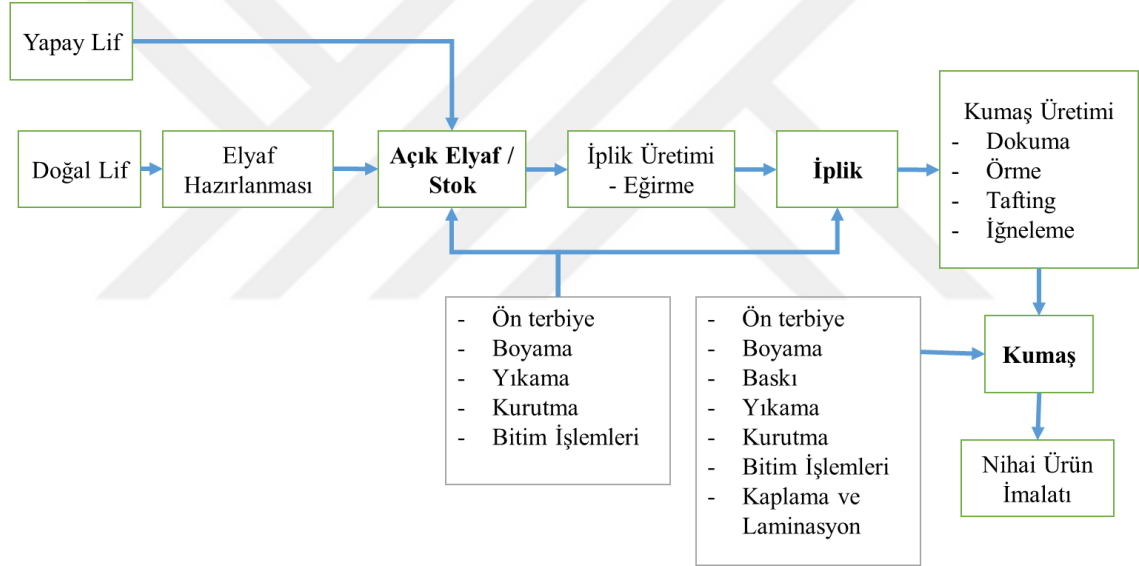 Yapay Lif
Doğal Lif
Elyaf
Hazırlanması
Açık Elyaf /
Stok
İplik Üretimi
- Eğirme
İplik
Kumaş Üretimi
- Dokuma
- Örme
- Tafting
- İğneleme
- Ön terbiye
- Boyama
- Yıkama
- Kurutma
- Bitim İşlemleri
- Ön terbiye
- Boyama
- Baskı
- Yıkama
- Kurutma
- Bitim İşlemleri
- Kaplama ve
Laminasyon
Kumaş
Nihai Ürün
İmalatı